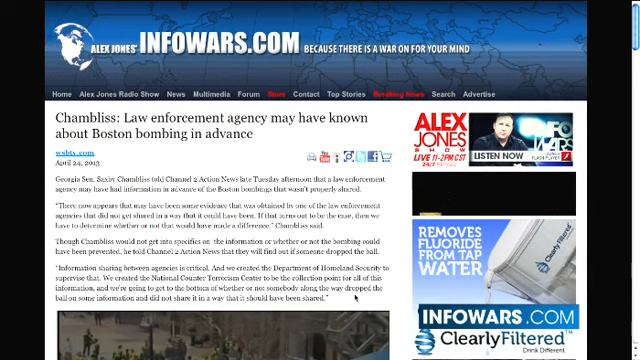 ALEX JONES' INFOWARS.COM BECAUSE THERE IS A WAR ON FOR YOUR MIND
Home Alex Jones Radio Show News Multimedia Forum Store Contact Top Stories Breaking News Search Advertise
Chambliss: Law enforcement agency may have known
about Boston bombing in advance
wsbtv.com
April 24, 2013
Georgia Sen. Saxby Chambliss told Channel 2 Action News late Tuesday afternoon that a law enforcement
agency may have had information in advance of the Boston bombings that wasn't properly shared.
"There now appears that may have been some evidence that was obtained by one of the law enforcement
agencies that did not get shared in a way that it could have been. If that turns out to be the case, then we
have to determine whether or not that would have made a difference," Chambliss said.
Though Chambliss would not get into specifics on the information or whether or not the bombing could
have been prevented, he told Channel 2 Action News that they will find out if someone dropped the ball.
"Information sharing between agencies is critical. And we created the Department of Homeland Security to
supervise that. We created the National Counter Terrorism Center to be the collection point for all of this
information, and we're going to get to the bottom of whether or not somebody along the way dropped the
ball on some information and did not share it in a way that it should have been shared."
ALEX
JONES
SHOW
LIVE 11-2PM CST
24/7
LISTEN NOW
FLASH PLAYER
REMOVES
FLUORIDE
FROM TAP
WATER
ClearlyFiltered
INFOWARS.COM
ClearlyFiltered
Drink Different